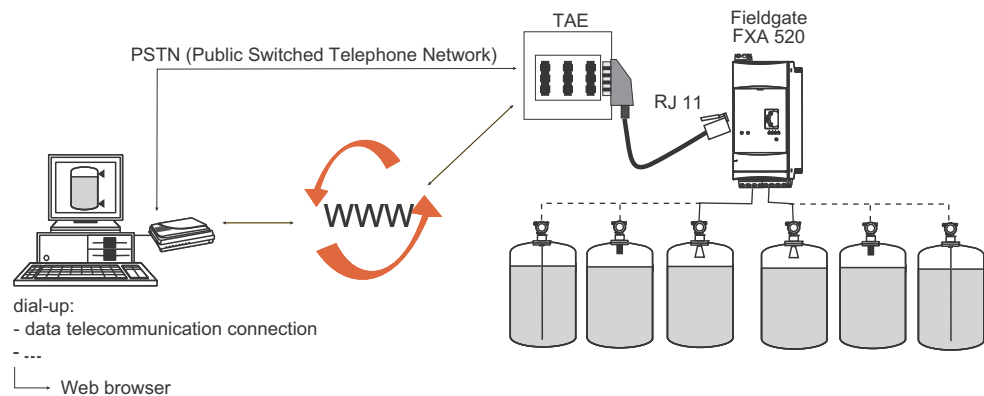 TAE
Fieldgate
FXA 520
PSTN (Public Switched Telephone Network)
RJ 11
WWW
dial-up:
- data telecommunication connection
- ---
Web browser